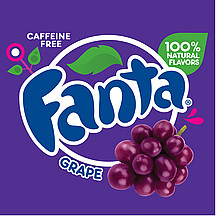 CAFFEINE
FREE
100%
NATURAL
FLAVORS
Fanta®
GRAPE